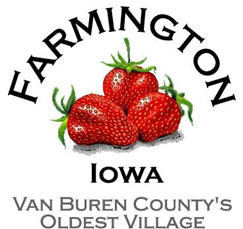 FARMINGTON
IOWA
VAN BUREN COUNTY'S
OLDEST VILLAGE